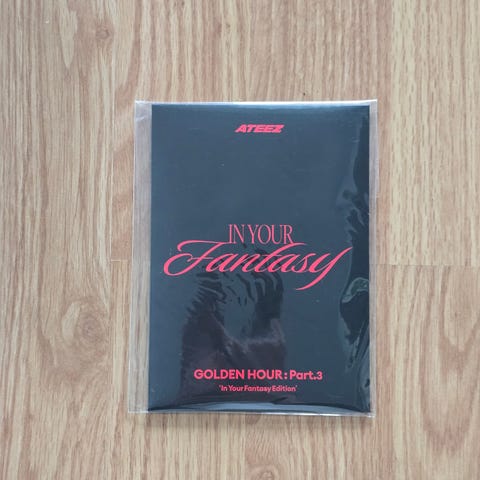 ATEEZ
IN YOUR
Fantasy
GOLDEN HOUR : Part.3
'In Your Fantasy Edition'